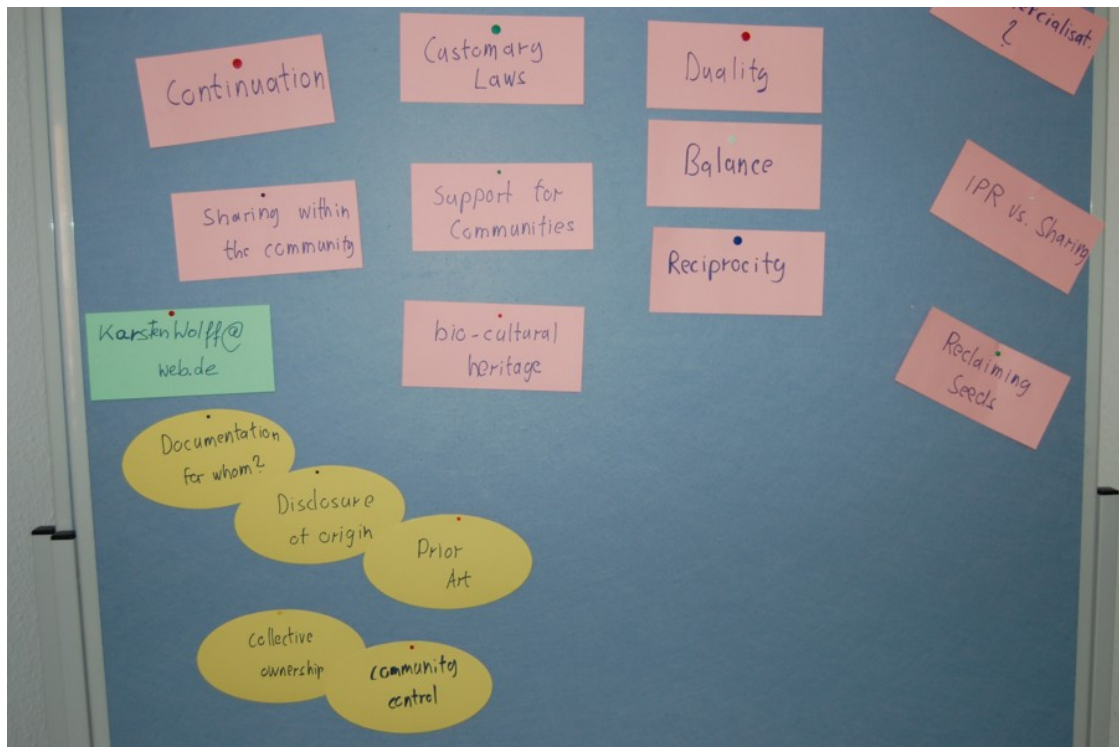 Continuation
Sharing within
the community
KarstenWolff@
web.de
Customary
Laws
Support for
Communities
bio-cultural
heritage
Duality
Balance
Reciprocity
rcialisat.
?
IPR vs. Sharing
Reclaiming
Seeds
Documentation
for whom?
Disclosure
of origin
Prior
Art
collective
ownership
community
control